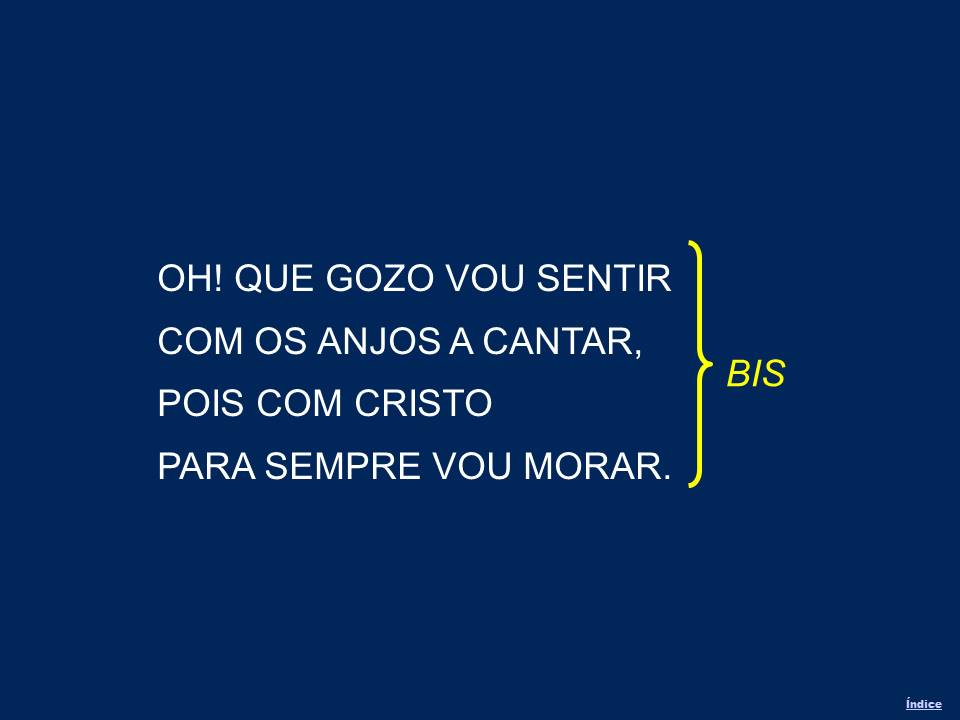 OH! QUE GOZO VOU SENTIR
COM OS ANJOS A CANTAR,
POIS COM CRISTO
PARA SEMPRE VOU MORAR.
BIS
Índice